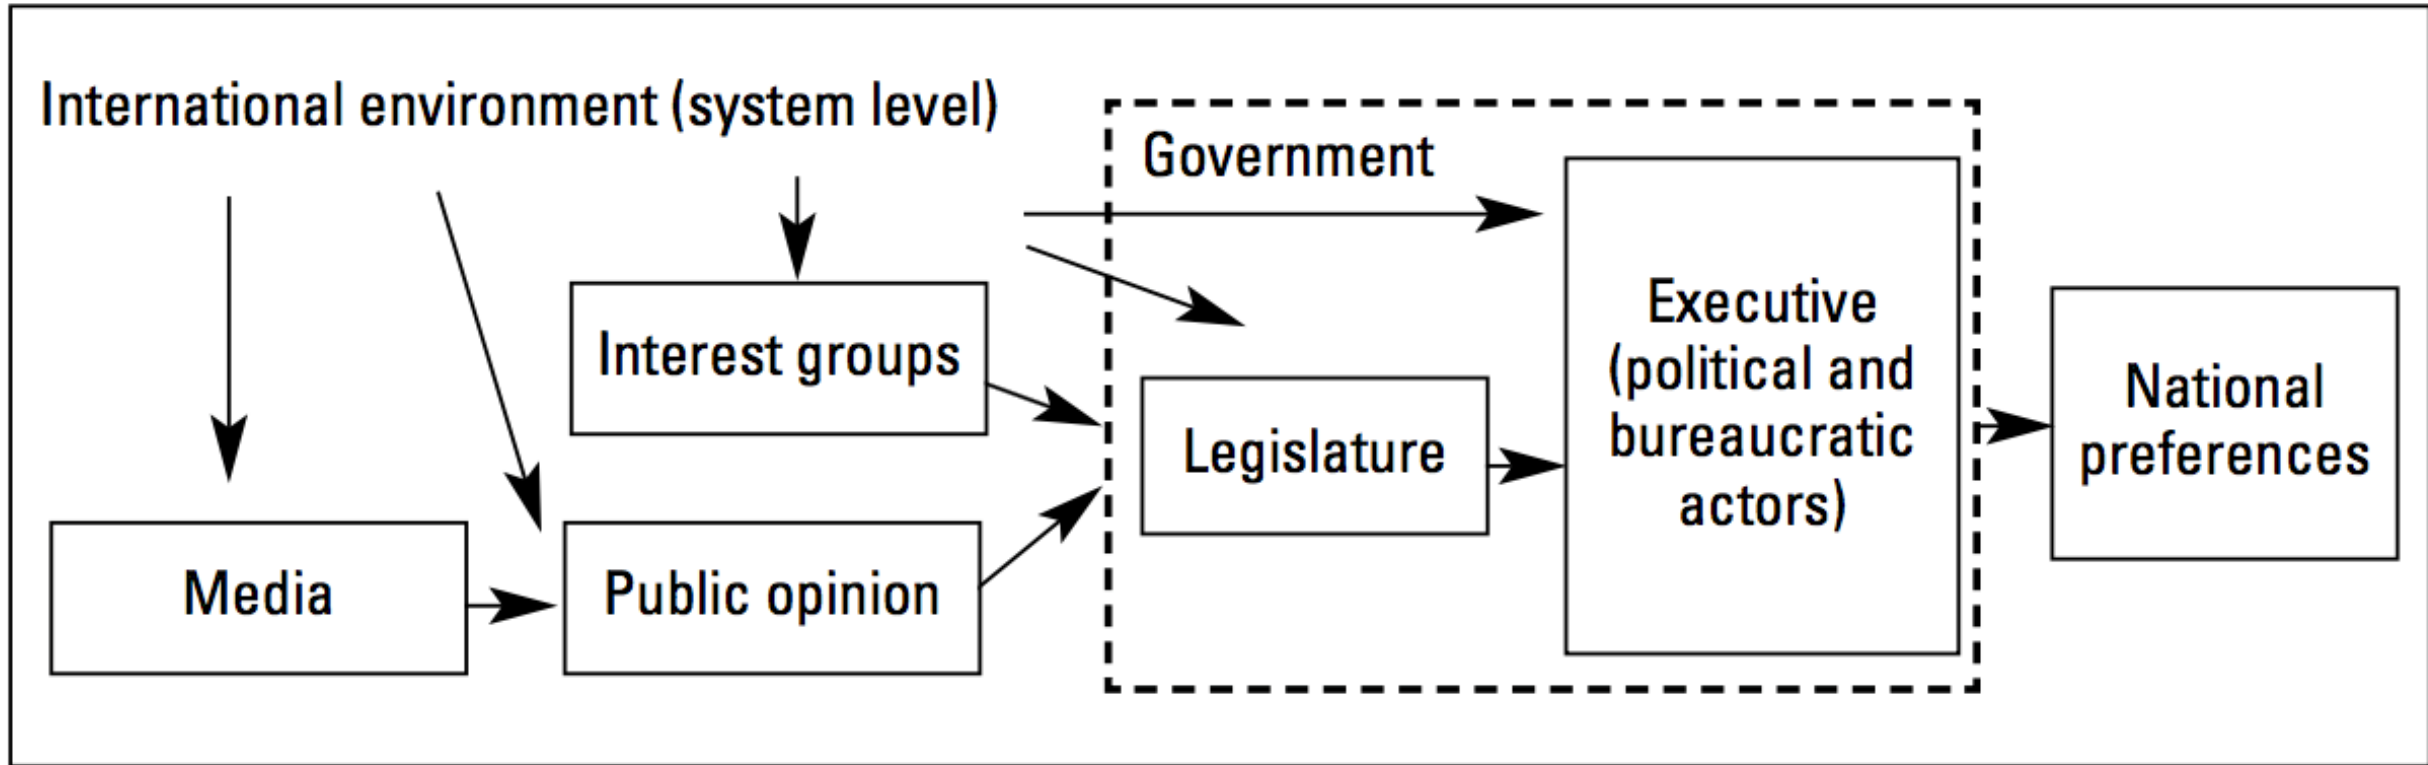 International environment (system level)
Government
Interest groups
Media
Public opinion
Legislature
Executive
(political and
bureaucratic
actors)
National
preferences